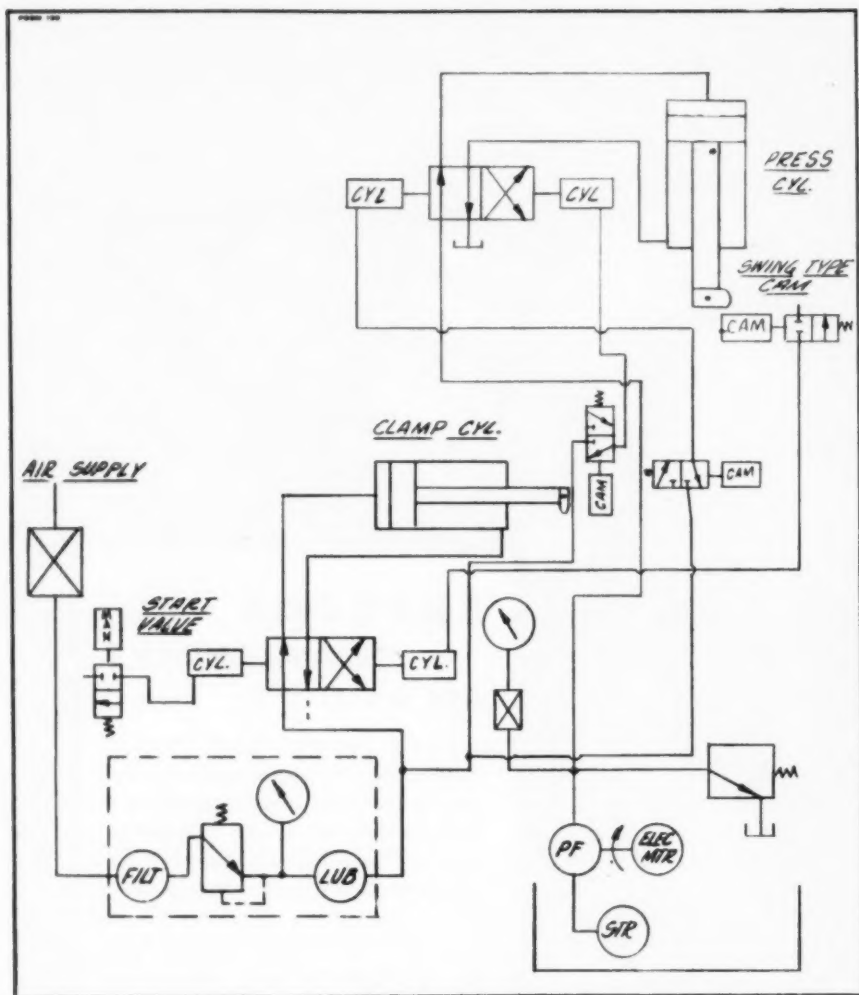 PRESS
CYL.
CYL
CYL
SWING TYPE
CAM
CAM
CLAMP CYL.
AIR SUPPLY
CAM
CAM
START
VALVE
MAN
CYL.
CYL.
FILT
LUB
PF
ELEC
MTR
STR